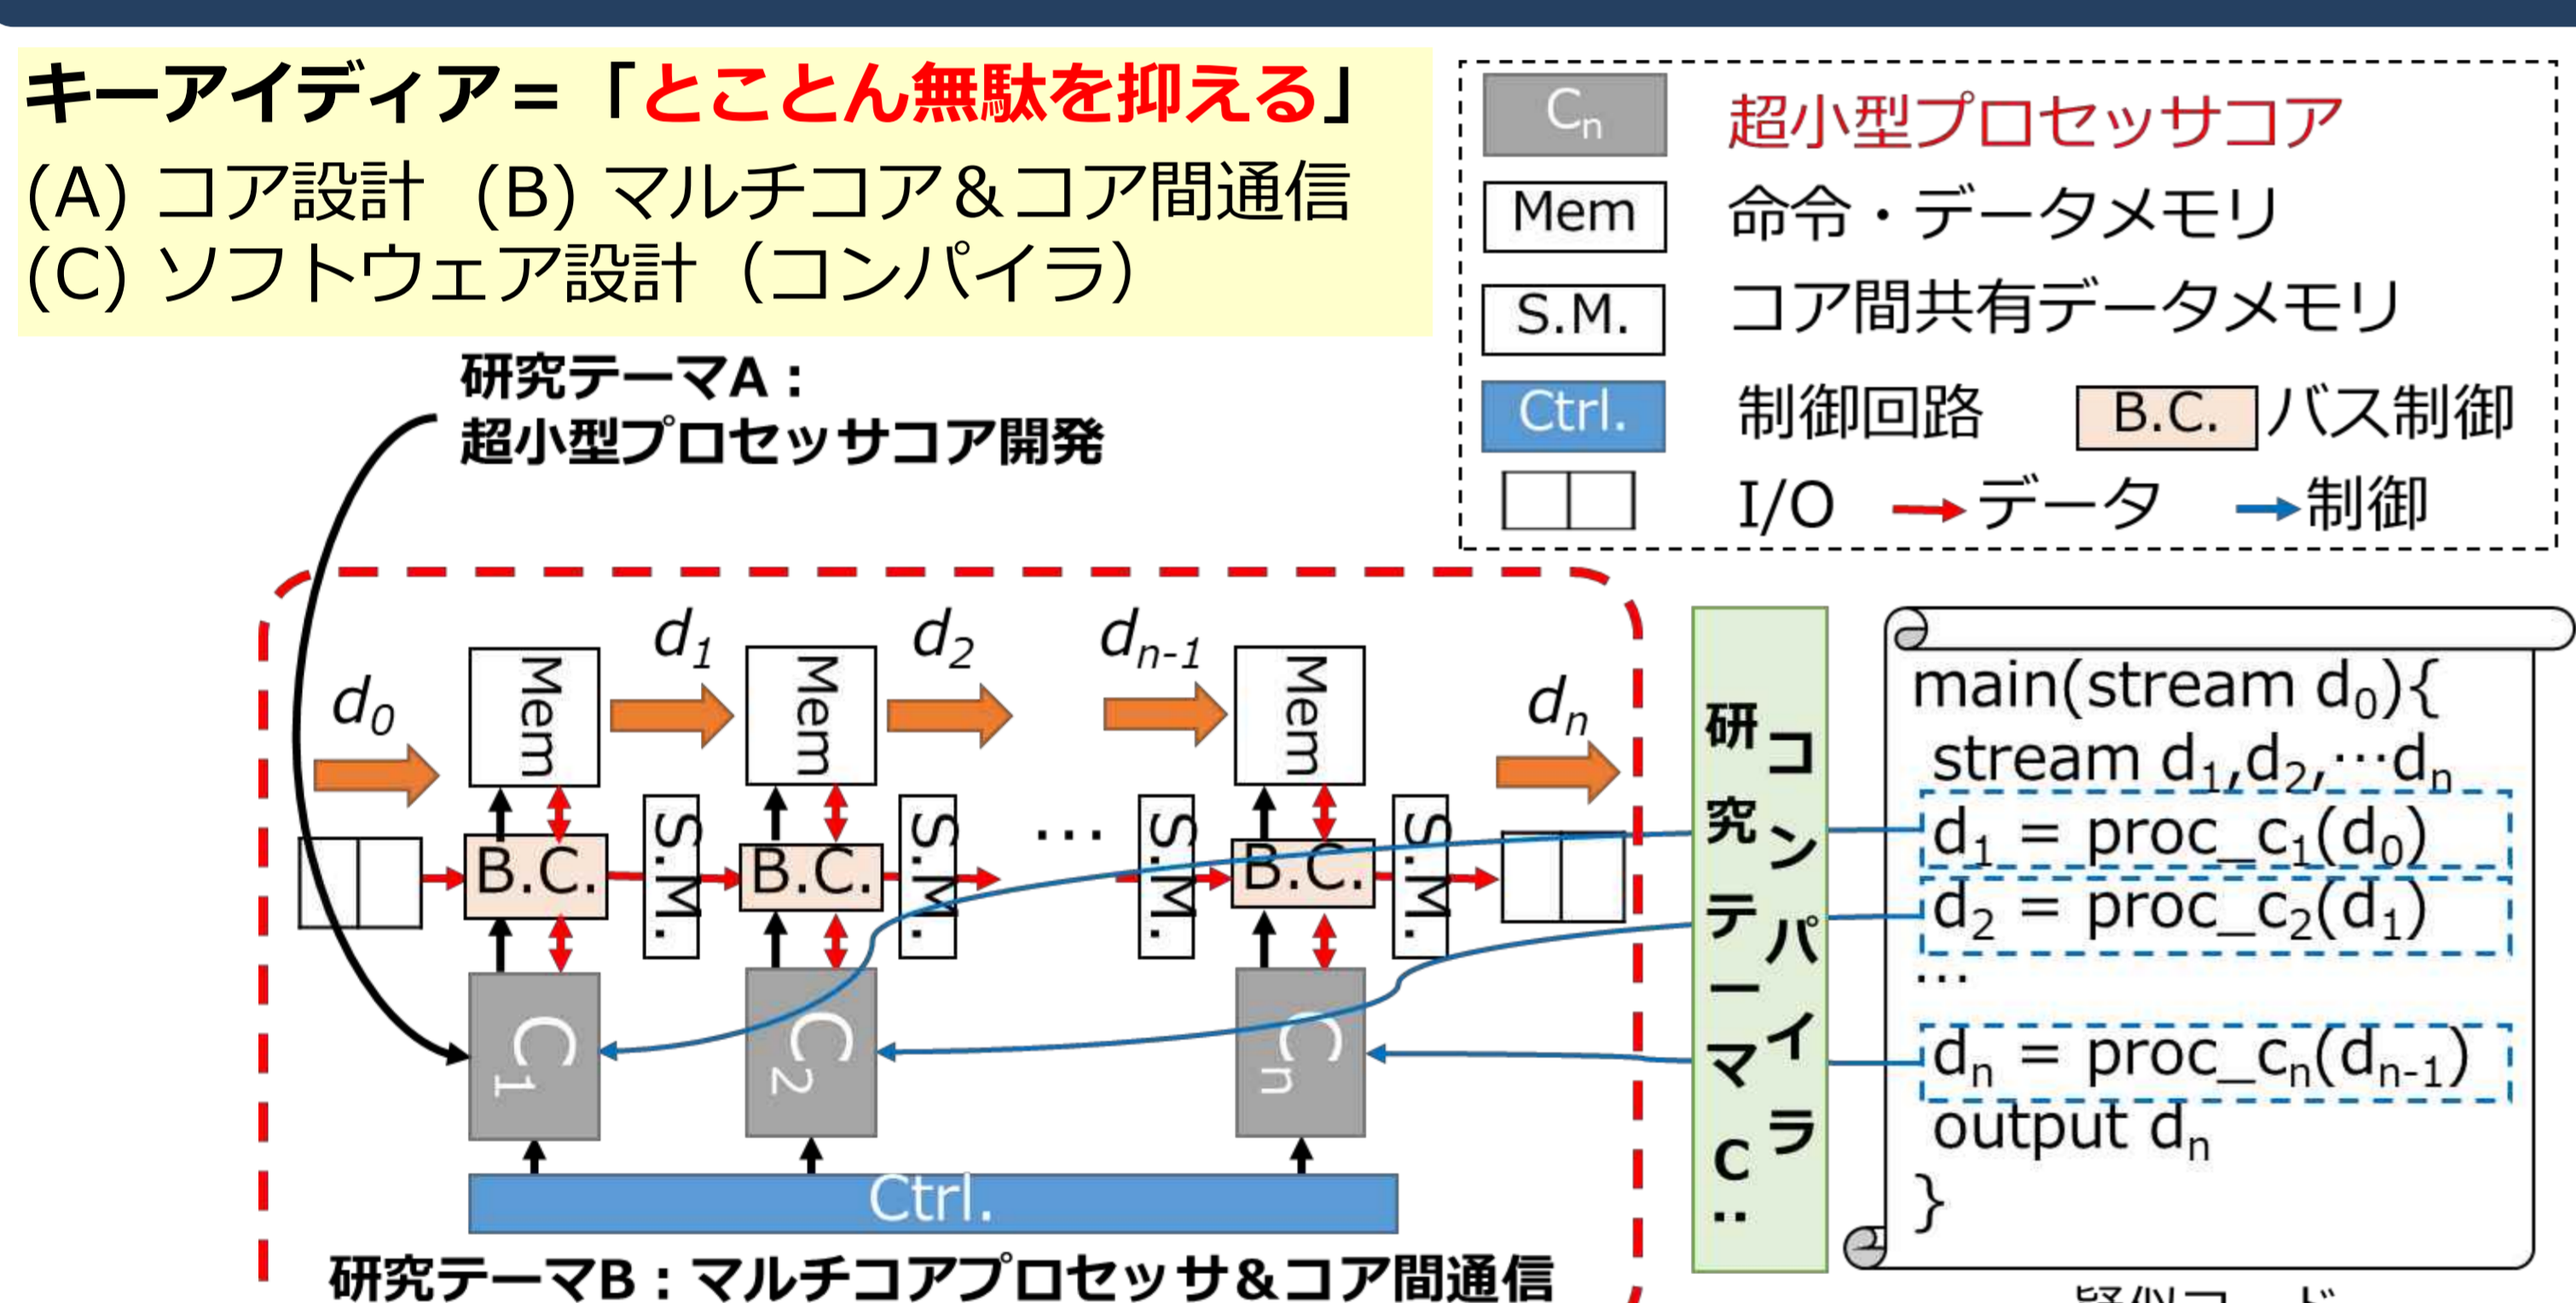 キーアイディア=「とことん無駄を抑える」
(A) コア設計 (B) マルチコア&コア間通信
(C) ソフトウェア設計（コンパイラ）
Cn 超小型プロセッサコア
Mem 命令・データメモリ
S.M. コア間共有データメモリ
Ctrl. 制御回路 B.C. バス制御
I/O データ 制御
研究テーマA：
超小型プロセッサコア開発
d0 d1 d2 dn-1 dn
Mem Mem Mem
B.C. S.M. B.C. S.M. … S.M. B.C. S.M.
C1 C2 Cn
Ctrl.
研究テーマB：マルチコアプロセッサ&コア間通信
研究テーマC：
コンパイラ
main(stream d0){
stream d1,d2,…dn
d1 = proc_c1(d0)
d2 = proc_c2(d1)
…
dn = proc_cn(dn-1)
output dn
}